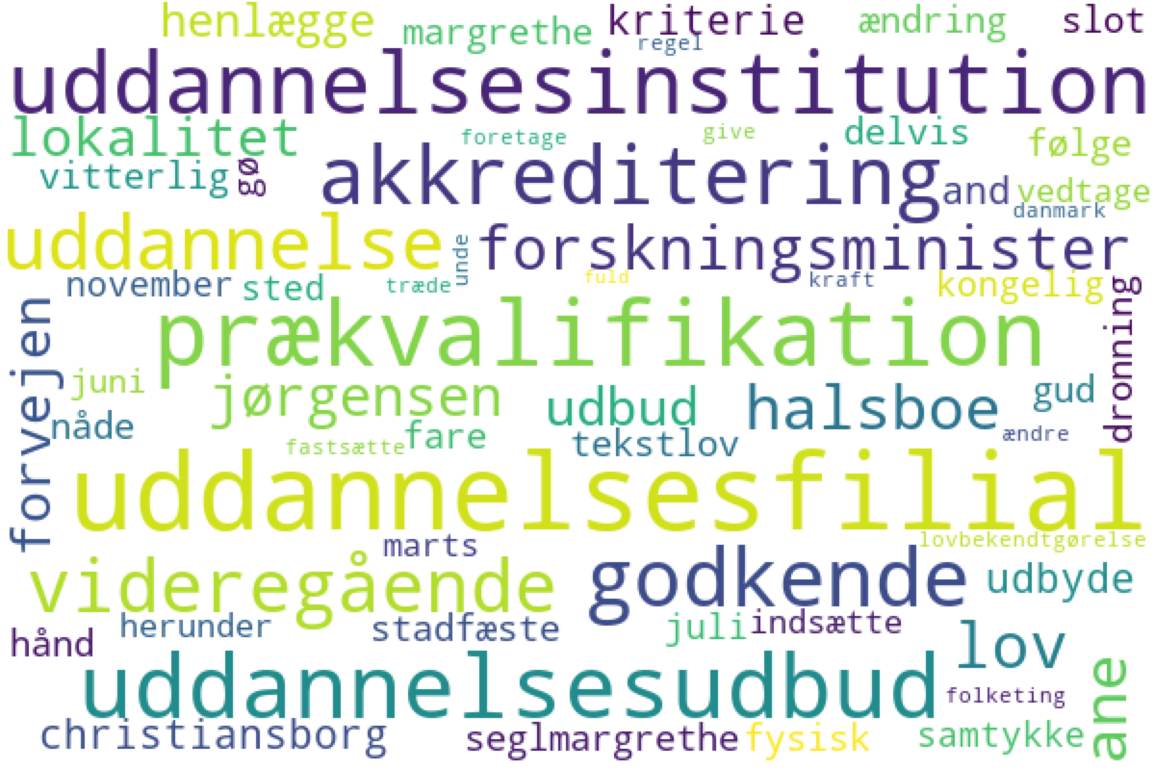 henlægge margrethe kriterie ændring slot
regel
uddannelsesinstitution
lokalitet foretage give delvis følge
vitterlig gø akkreditering and vedtage
danmark
uddannelse unde forskningsminister
november sted træde fuld kraft kongelig
forvejen prækvalifikation dronning
juni jørgensen udbud halsboe gud
nåde fastsætte fare tekstlov ændre
uddannelsesfilial
marts lovbekendtgørelse
videregående godkende udbyde
hånd herunder stadfæste juli indsætte lov
uddannelsesudbud folketing ane
christiansborg seglmargrethe fysisk samtykke